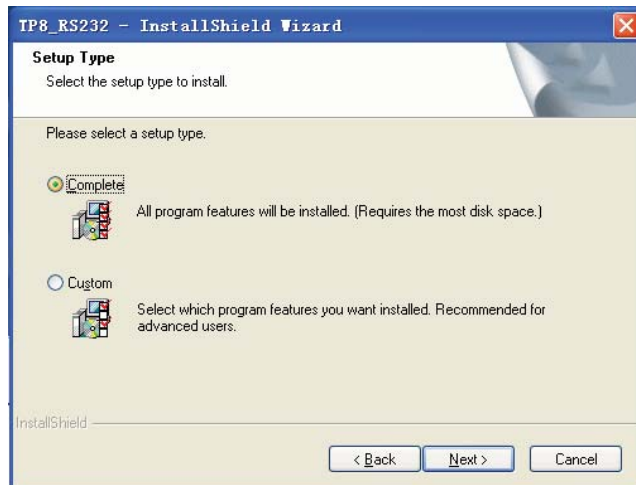 TP8_RS232 - InstallShield Wizard
Setup Type
Select the setup type to install.
Please select a setup type.
Complete
All program features will be installed. (Requires the most disk space.)
Custom
Select which program features you want installed. Recommended for
advanced users.
InstallShield
< Back
Next >
Cancel